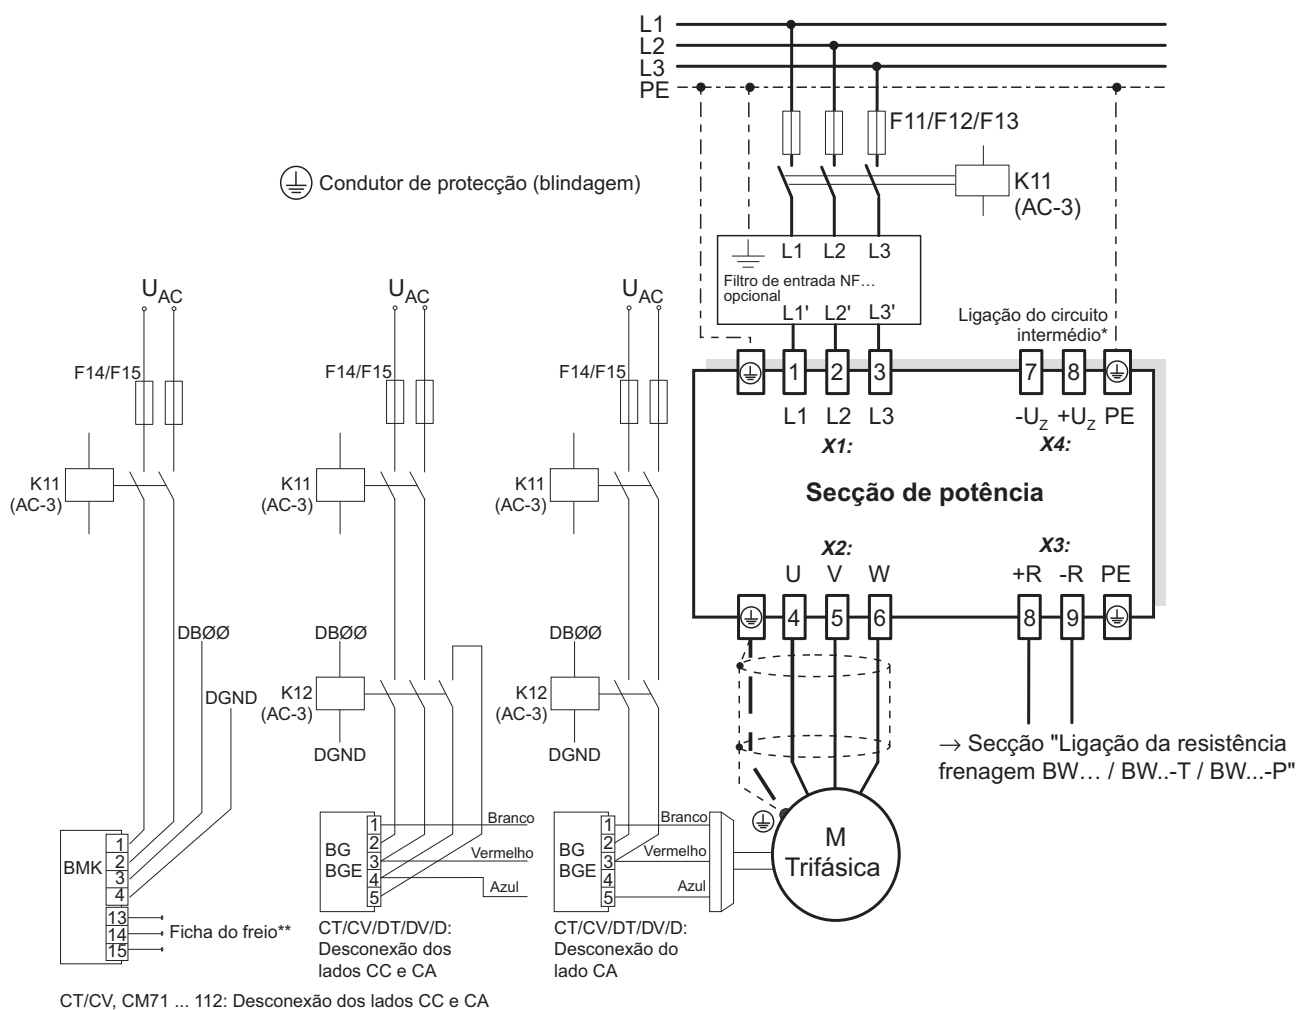 L1
L2
L3
PE
F11/F12/F13
K11
(AC-3)
Condutor de protecção (blindagem)
L1 L2 L3
Filtro de entrada NF…
opcional
L1' L2' L3'
Ligação do circuito
intermédio*
1 2 3 7 8
L1 L2 L3 -UZ +UZ PE
X1: X4:
Secção de potência
X2: X3:
U V W +R -R PE
4 5 6 8 9
→ Secção "Ligação da resistência
frenagem BW… / BW..-T / BW...-P"
M
Trifásica
UAC
F14/F15
K11
(AC-3)
DBØØ
DGND
BMK
1
2
3
4
13
14
15
Ficha do freio**
CT/CV, CM71 ... 112: Desconexão dos lados CC e CA
UAC
F14/F15
K11
(AC-3)
DBØØ
K12
(AC-3)
DGND
BG
BGE
1
2
3
4
5
Branco
Vermelho
Azul
CT/CV/DT/DV/D:
Desconexão dos
lados CC e CA
UAC
F14/F15
K11
(AC-3)
DBØØ
K12
(AC-3)
DGND
BG
BGE
1
2
3
4
5
Branco
Vermelho
Azul
CT/CV/DT/DV/D:
Desconexão do
lado CA